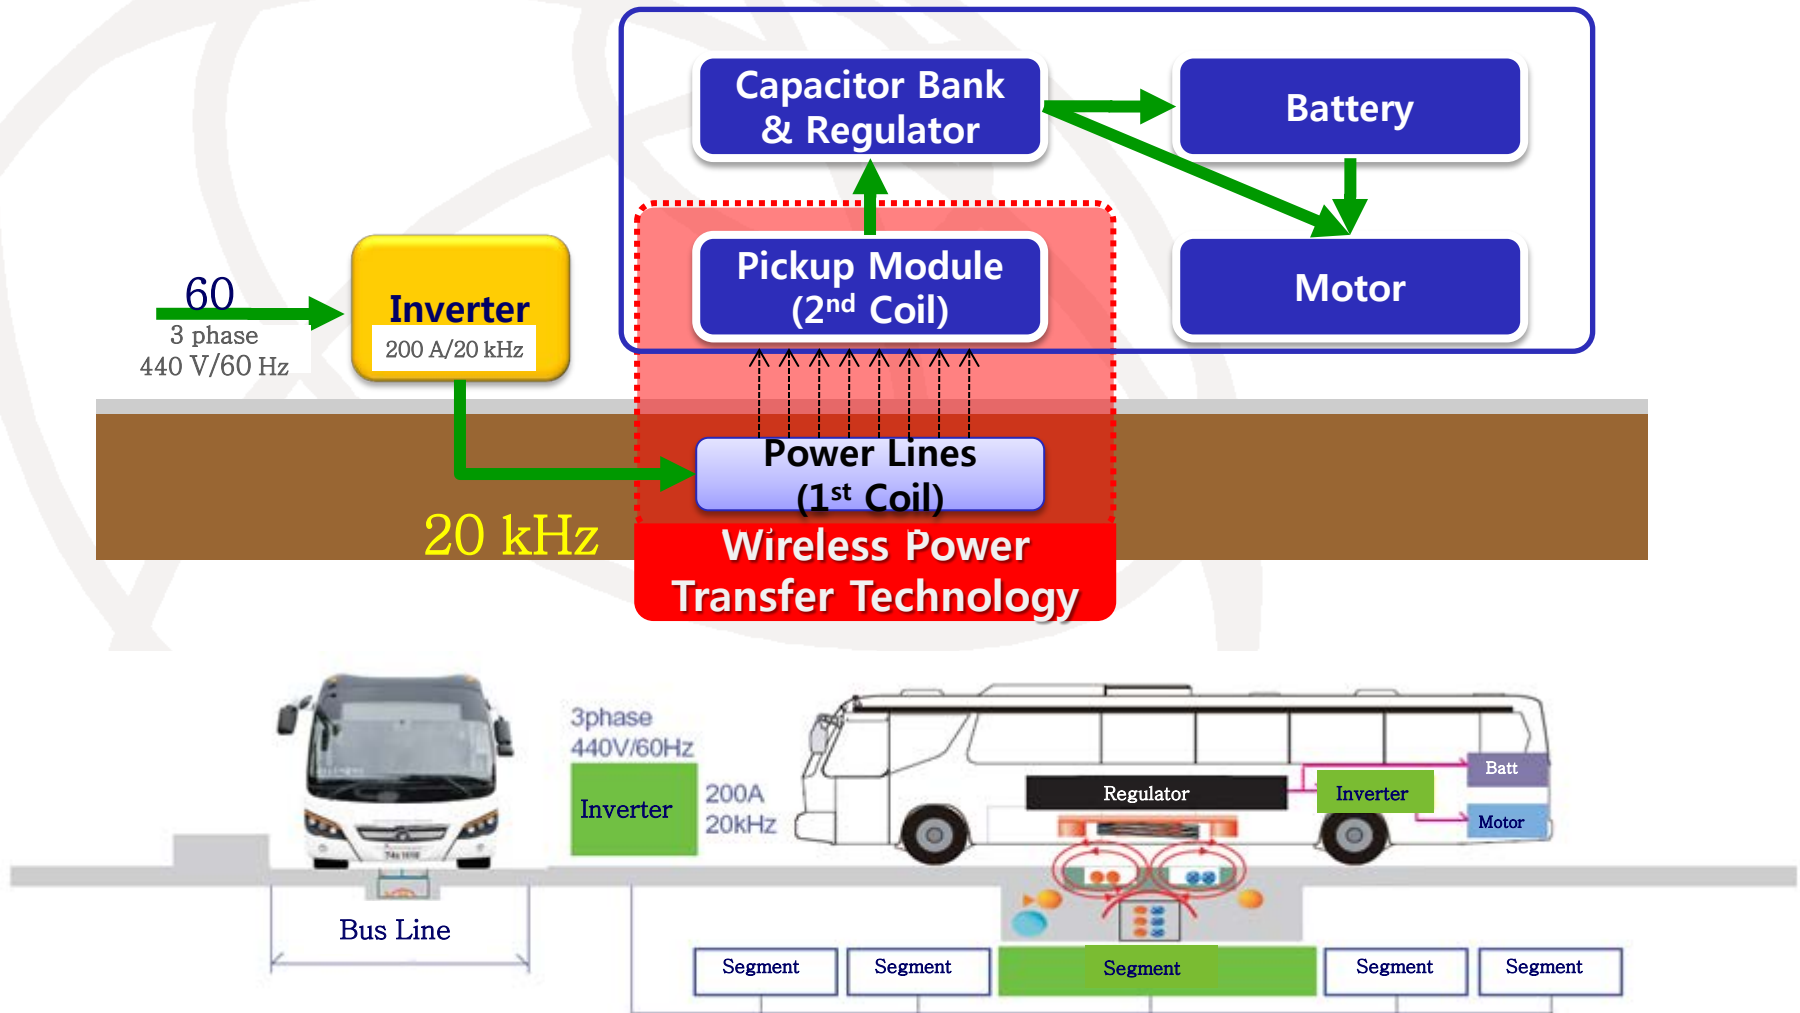 Capacitor Bank
& Regulator
Battery
Pickup Module
(2nd Coil)
Motor
60
3 phase
440 V/60 Hz
Inverter
200 A/20 kHz
Power Lines
(1st Coil)
20 kHz
Wireless Power
Transfer Technology
3phase
440V/60Hz
Inverter
200A
20kHz
Regulator
Inverter
Batt
Motor
Bus Line
Segment
Segment
Segment
Segment
Segment